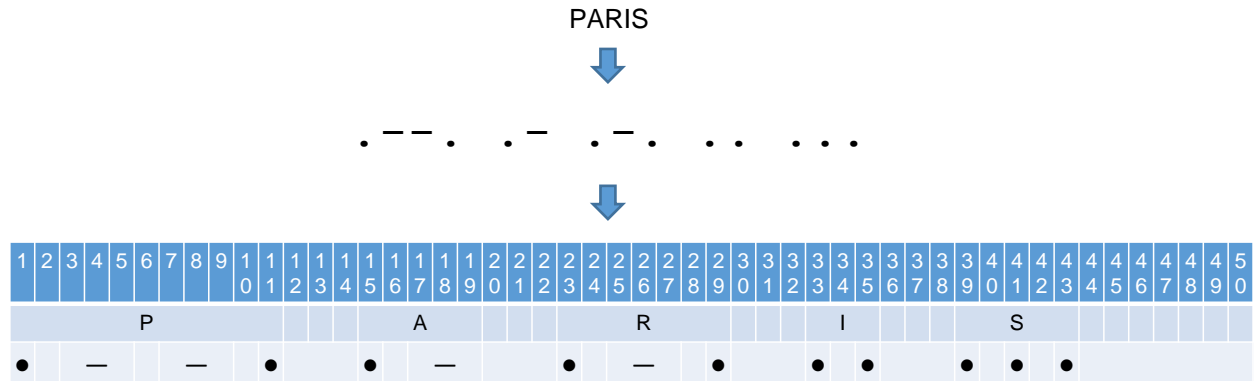 PARIS
. — — .   . —   . — .   . .   . . .
1 2 3 4 5 6 7 8 9 10 11 12 13 14 15 16 17 18 19 20 21 22 23 24 25 26 27 28 29 30 31 32 33 34 35 36 37 38 39 40 41 42 43 44 45 46 47 48 49 50
P A R I S
● — — ● ● — ● — ● ● ● ● ● ●